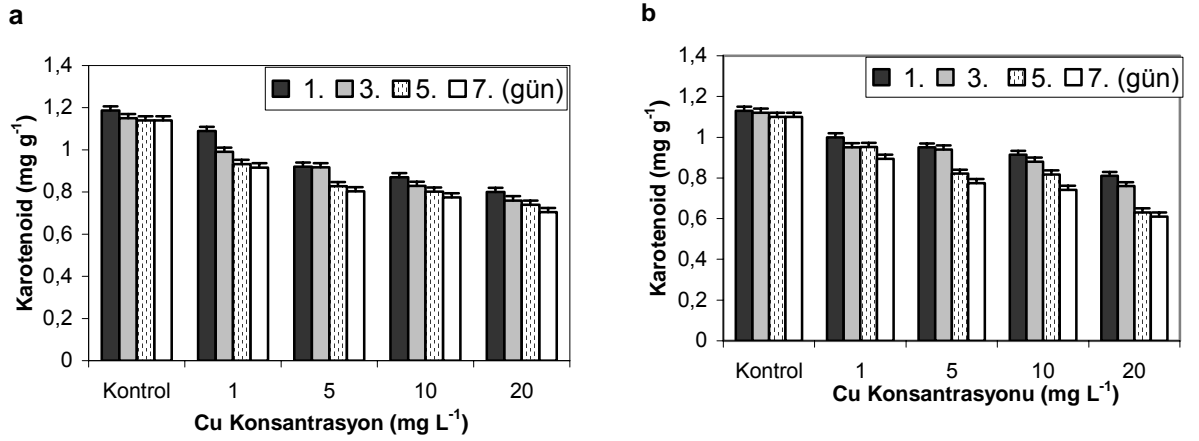 a
Karotenoid (mg g⁻¹)
1,4
1,2
1
0,8
0,6
0,4
0,2
0
1. 3. 5. 7. (gün)
Kontrol 1 5 10 20
Cu Konsantrasyon (mg L⁻¹)
b
Karotenoid (mg g⁻¹)
1,4
1,2
1
0,8
0,6
0,4
0,2
0
1. 3. 5. 7. (gün)
Kontrol 1 5 10 20
Cu Konsantrasyonu (mg L⁻¹)